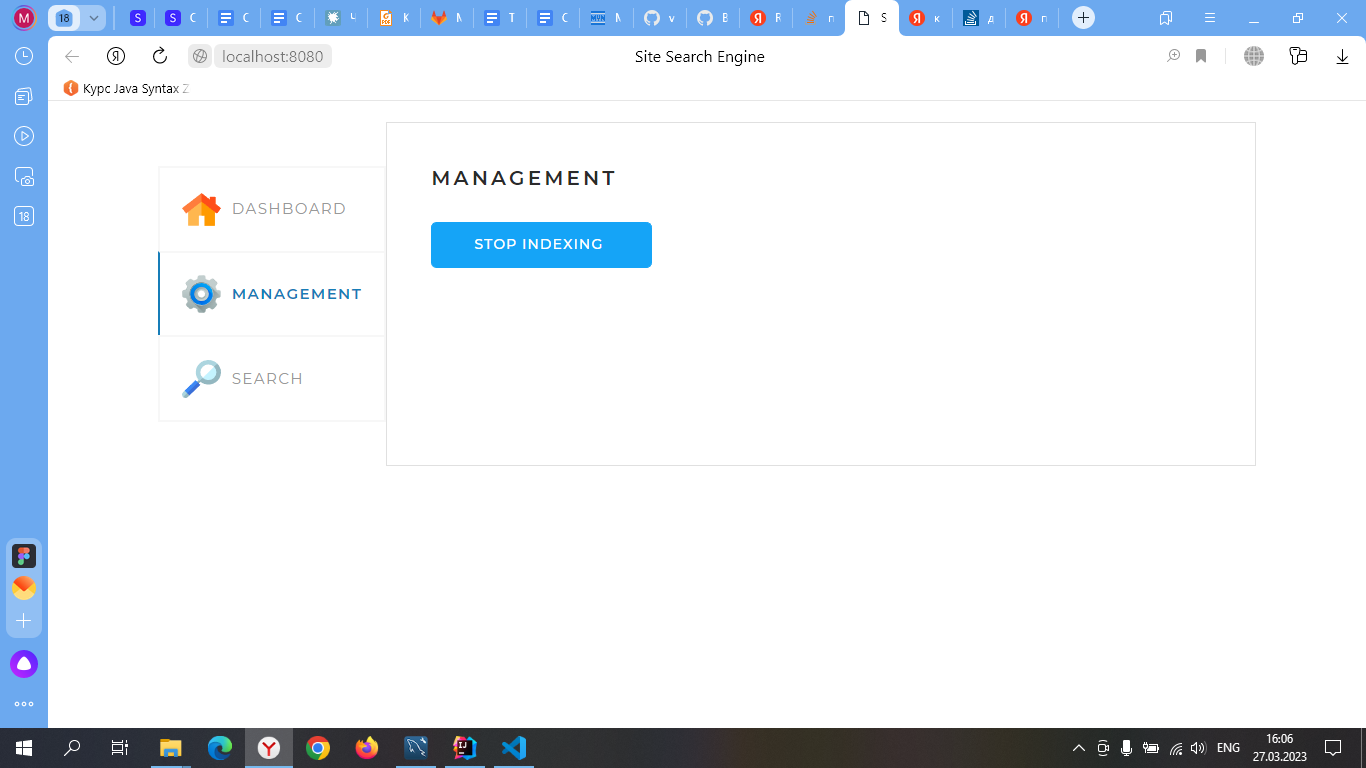 M
18
S
S
С
С
С
Ч
К
М
Т
С
М
v
В
Я
R
п
S
Я
к
д
Я
п
Я
localhost:8080
Site Search Engine
Курс Java Syntax Z
18
MANAGEMENT
STOP INDEXING
DASHBOARD
MANAGEMENT
SEARCH
ENG
16:06
27.03.2023